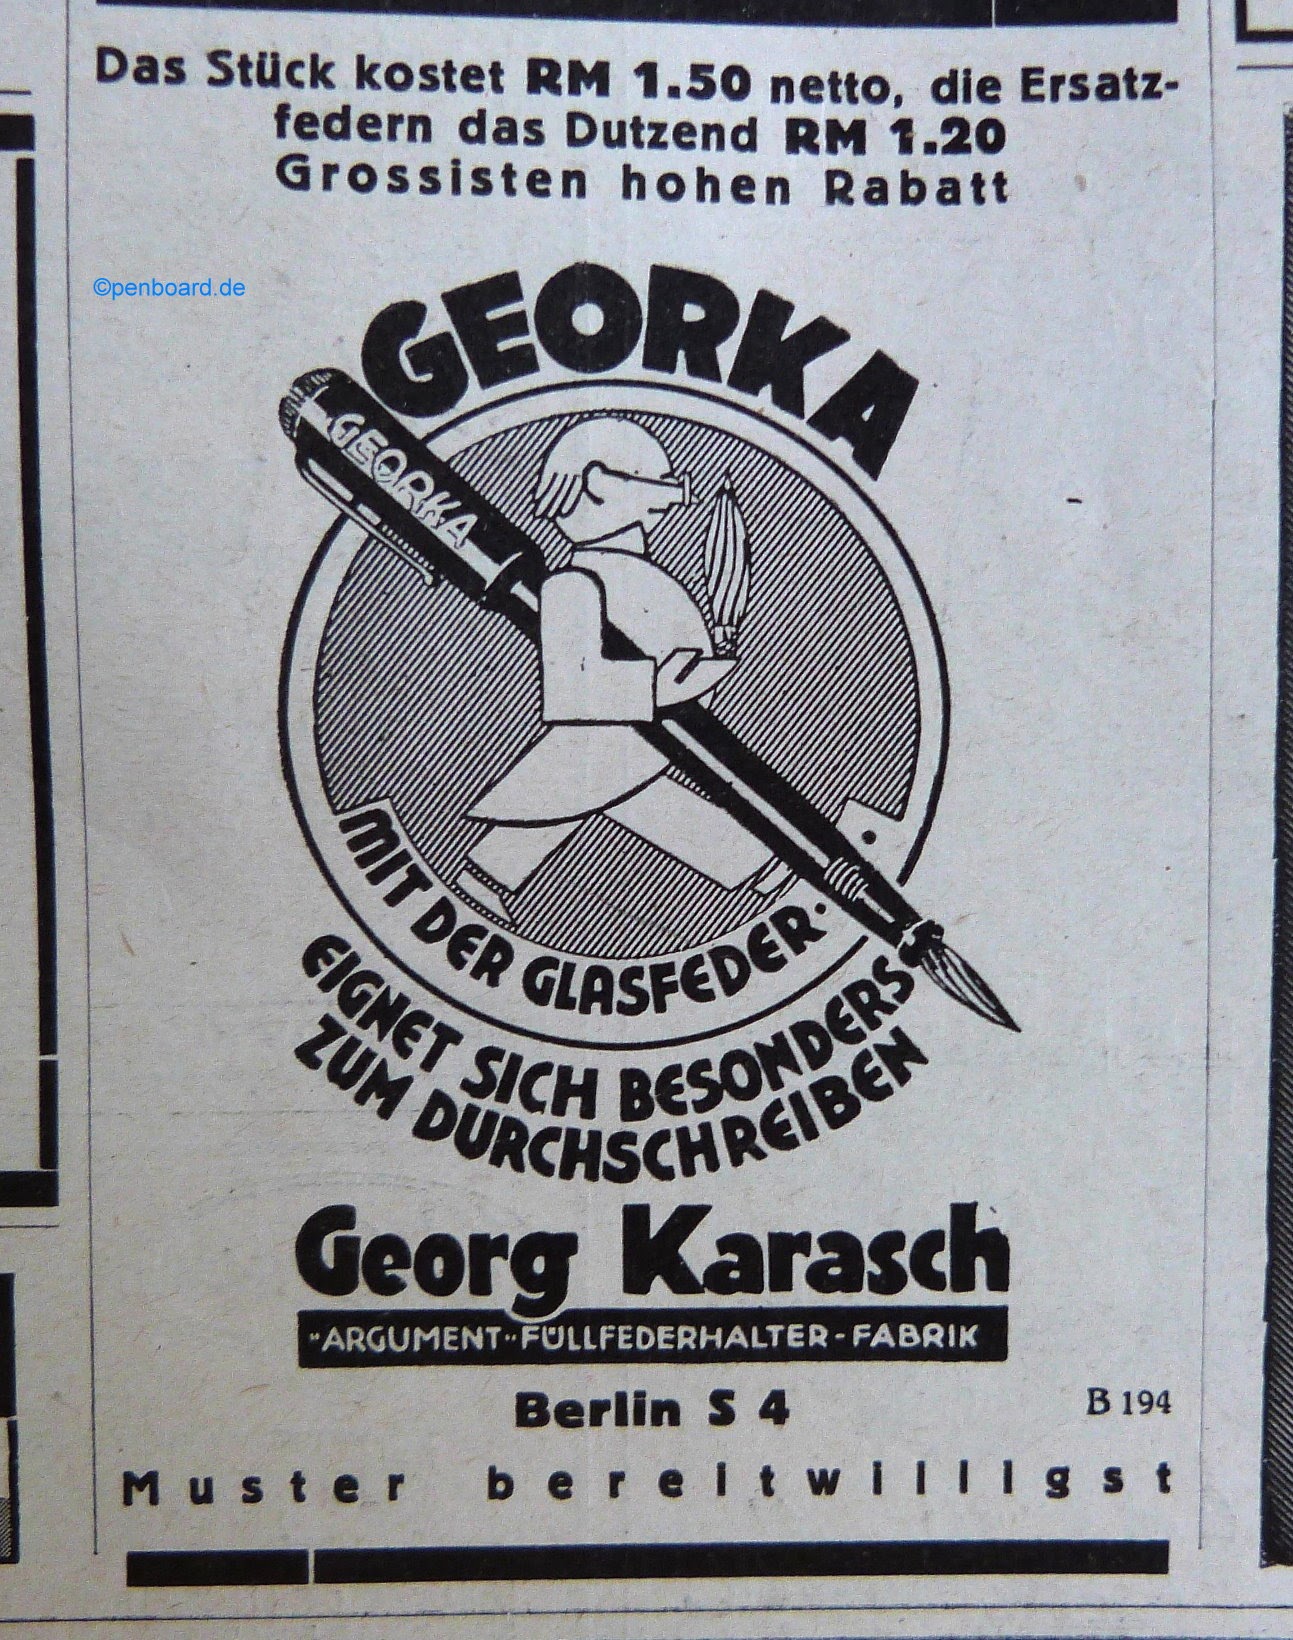 Das Stück kostet RM 1.50 netto, die Ersatz-
federn das Dutzend RM 1.20
Grossisten hohen Rabatt
©penboard.de
GEORKA
GEORKA
MIT DER GLASFEDER.
EIGNET SICH BESONDERS
ZUM DURCHSCHREIBEN
Georg Karasch
"ARGUMENT"-FÜLLFEDERHALTER-FABRIK
Berlin S 4
B 194
Muster bereitwilligst